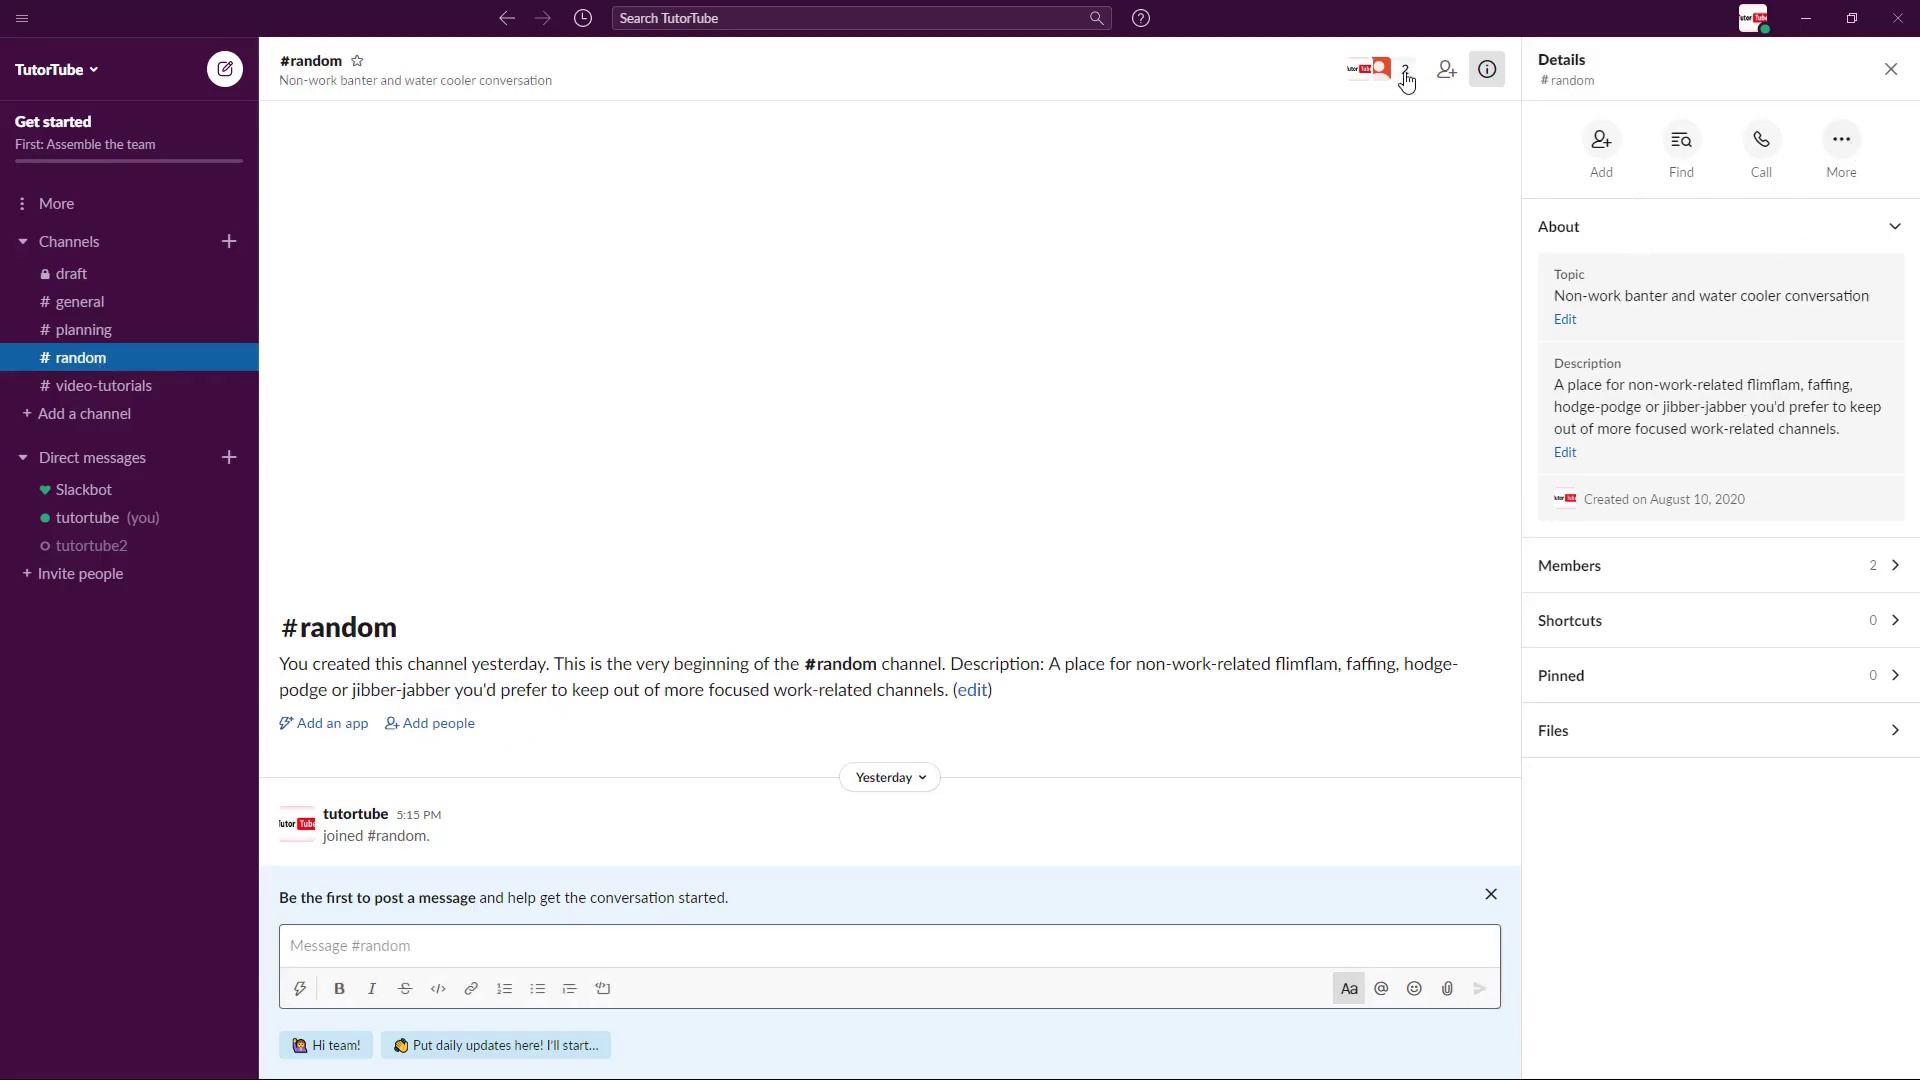 Search TutorTube
TutorTube
Get started
First: Assemble the team
More
Channels
draft
# general
# planning
# random
# video-tutorials
+ Add a channel
Direct messages
Slackbot
tutortube (you)
tutortube2
+ Invite people
#random
Non-work banter and water cooler conversation
2
#random
You created this channel yesterday. This is the very beginning of the #random channel. Description: A place for non-work-related flimflam, faffing, hodge-
podge or jibber-jabber you'd prefer to keep out of more focused work-related channels. (edit)
Add an app Add people
Yesterday
Tutor Tube
tutortube 5:15 PM
joined #random.
Be the first to post a message and help get the conversation started.
Message #random
B I S </> Aa @
Hi team! Put daily updates here! I'll start...
Details
# random
Add Find Call More
About
Topic
Non-work banter and water cooler conversation
Edit
Description
A place for non-work-related flimflam, faffing,
hodge-podge or jibber-jabber you'd prefer to keep
out of more focused work-related channels.
Edit
Created on August 10, 2020
Members 2
Shortcuts 0
Pinned 0
Files